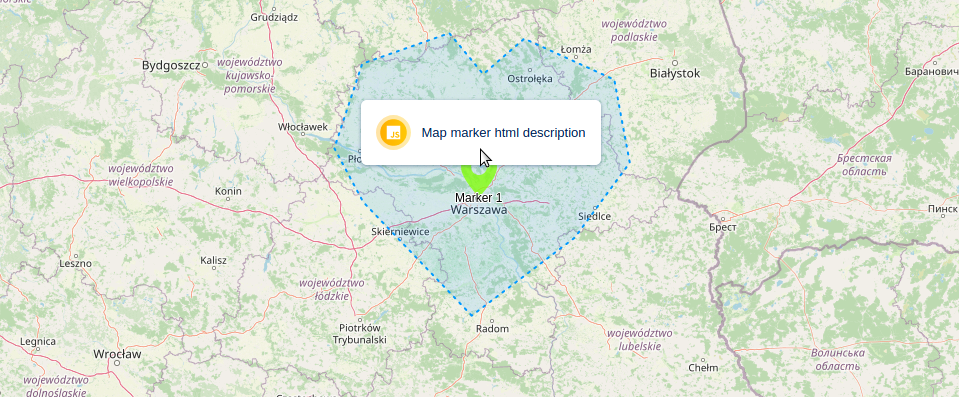 Grudziądz
województwo
podlaskie
Łomża
Bydgoszcz
województwo
kujawsko-
pomorskie
Ostrołęka
Białystok
JS
Map marker html description
Włocławek
województwo
wielkopolskie
Брестская
область
Konin
Marker 1
Warszawa
Siedlce
Пинск
Брест
Skierniewice
Leszno
Kalisz
województwo
łódzkie
Piotrków
Trybunalski
Radom
województwo
lubelskie
Legnica
Wrocław
Chełm
Волинська
область
województwo
dolnośląskie